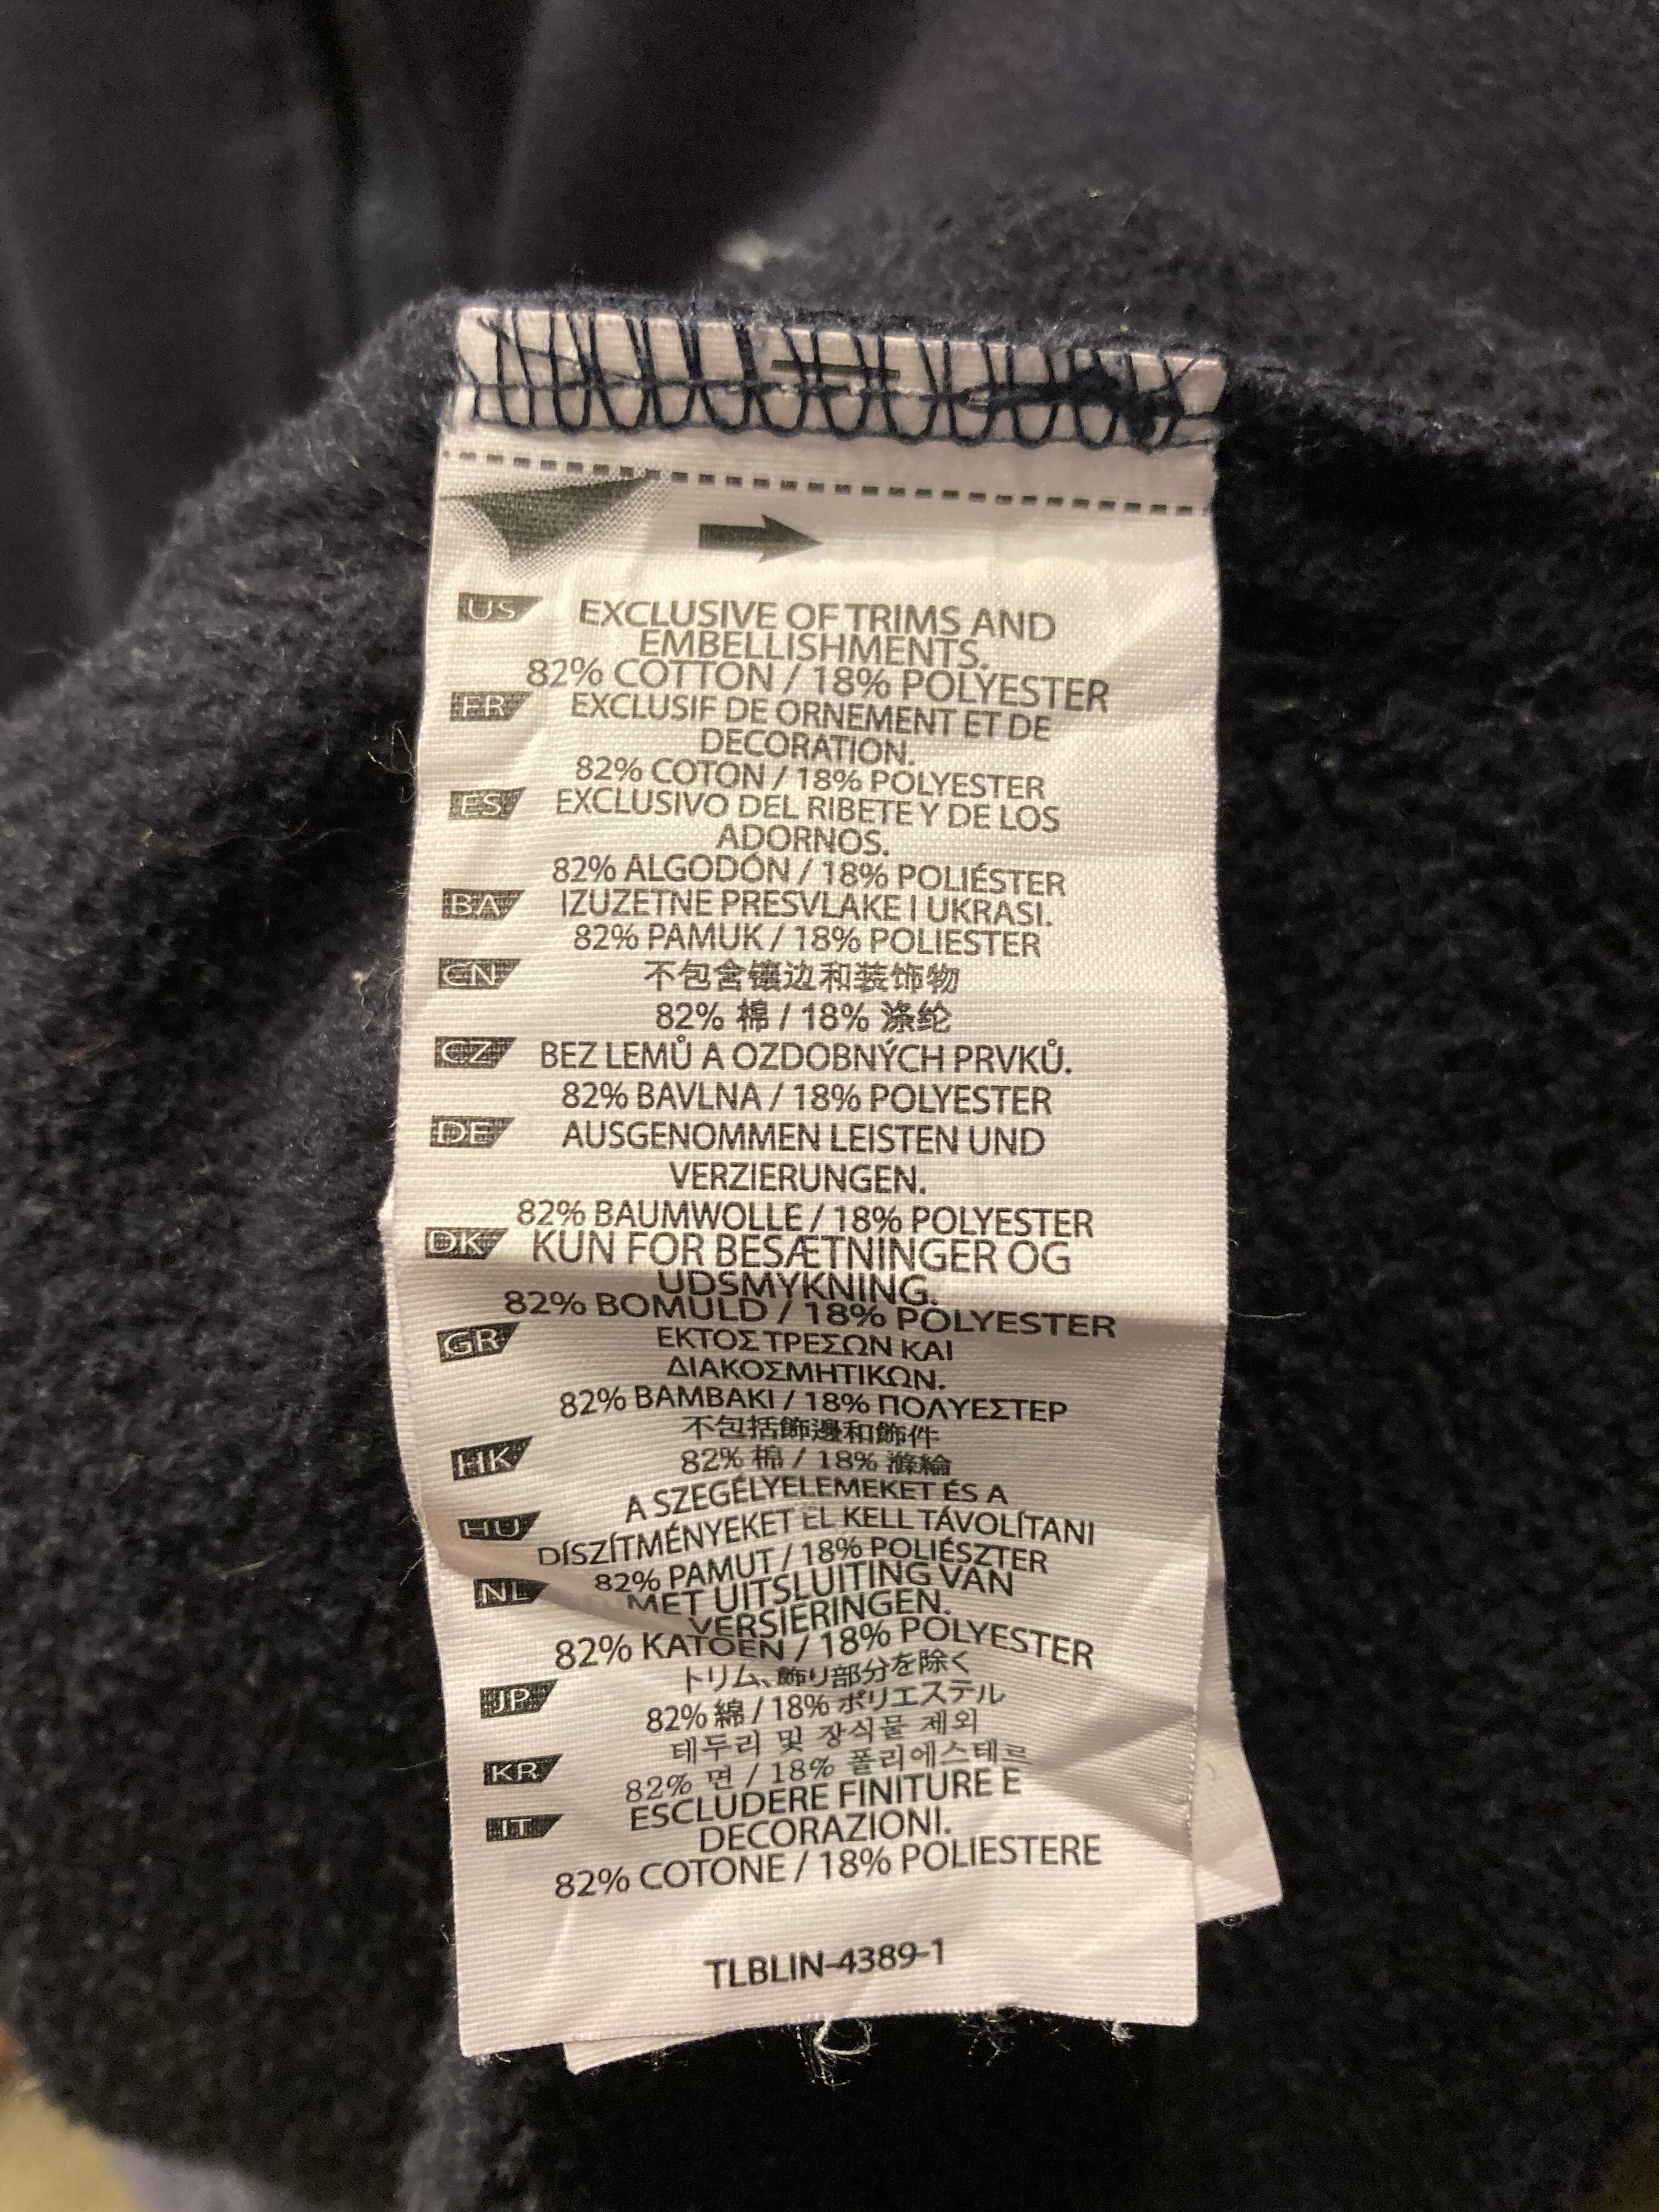 US EXCLUSIVE OF TRIMS AND
EMBELLISHMENTS.
82% COTTON / 18% POLYESTER
FR EXCLUSIF DE ORNEMENT ET DE
DECORATION.
82% COTON / 18% POLYESTER
ES EXCLUSIVO DEL RIBETE Y DE LOS
ADORNOS.
82% ALGODÓN / 18% POLIÉSTER
BA IZUZETNE PRESVLAKE I UKRASI.
82% PAMUK / 18% POLIESTER
CN 不包含镶边和装饰物
82% 棉 / 18% 涤纶
CZ BEZ LEMŮ A OZDOBNÝCH PRVKŮ.
82% BAVLNA / 18% POLYESTER
DE AUSGENOMMEN LEISTEN UND
VERZIERUNGEN.
82% BAUMWOLLE / 18% POLYESTER
DK KUN FOR BESÆTNINGER OG
UDSMYKNING.
82% BOMULD / 18% POLYESTER
GR ΕΚΤΟΣ ΤΡΕΣΩΝ ΚΑΙ
ΔΙΑΚΟΣΜΗΤΙΚΩΝ.
82% ΒΑΜΒΑΚΙ / 18% ΠΟΛΥΕΣΤΕΡ
不包括飾邊和飾件
HK 82% 棉 / 18% 滌綸
A SZEGÉLYELEMEKET ÉS A
HU DÍSZÍTMÉNYEKET EL KELL TÁVOLÍTANI
82% PAMUT / 18% POLIÉSZTER
NL MET UITSLUITING VAN
VERSIERINGEN.
82% KATOEN / 18% POLYESTER
トリム、飾り部分を除く
JP 82% 綿 / 18% ポリエステル
테두리 및 장식물 제외
KR 82% 면 / 18% 폴리에스테르
IT ESCLUDERE FINITURE E
DECORAZIONI.
82% COTONE / 18% POLIESTERE
TLBLIN-4389-1